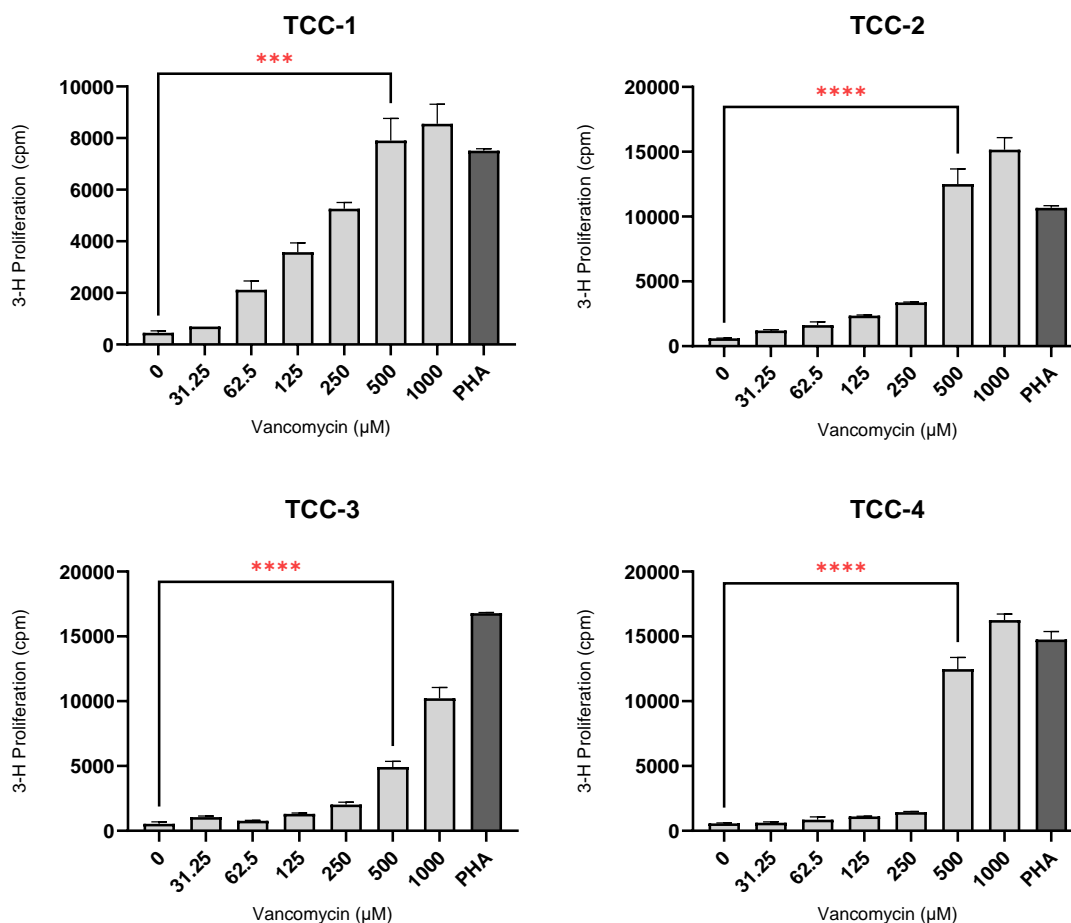 TCC-1
***
3-H Proliferation (cpm)
10000
8000
6000
4000
2000
0
0 31.25 62.5 125 250 500 1000 PHA
Vancomycin (µM)
TCC-2
****
3-H Proliferation (cpm)
20000
15000
10000
5000
0
0 31.25 62.5 125 250 500 1000 PHA
Vancomycin (µM)
TCC-3
****
3-H Proliferation (cpm)
20000
15000
10000
5000
0
0 31.25 62.5 125 250 500 1000 PHA
Vancomycin (µM)
TCC-4
****
3-H Proliferation (cpm)
20000
15000
10000
5000
0
0 31.25 62.5 125 250 500 1000 PHA
Vancomycin (µM)